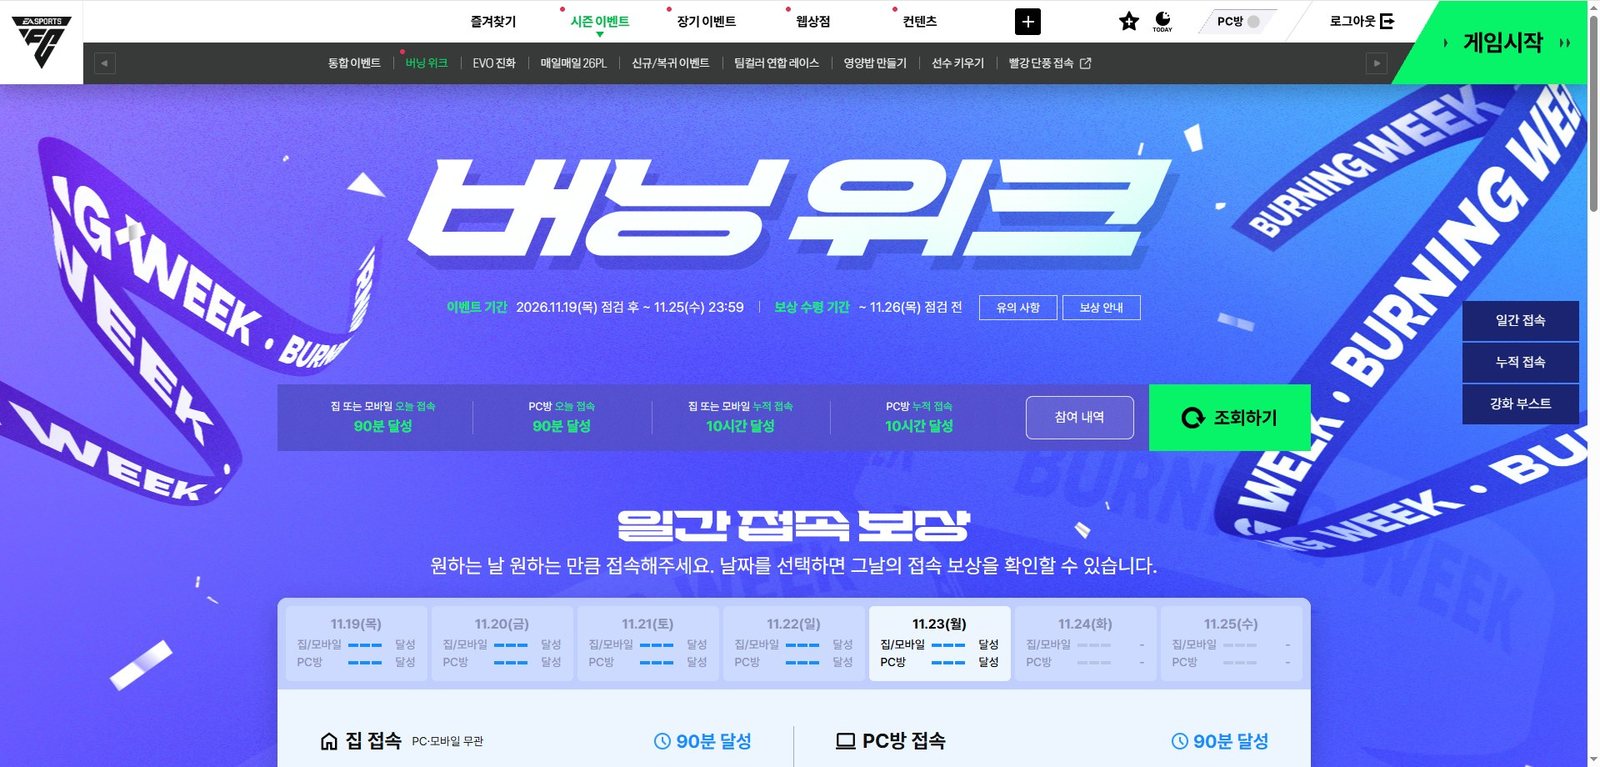 EA SPORTS
FC
즐겨찾기
시즌 이벤트
장기 이벤트
웹상점
컨텐츠
TODAY
PC방
로그아웃
게임시작
통합 이벤트
버닝 위크
EVO 진화
매일매일 26PL
신규/복귀 이벤트
팀컬러 연합 레이스
영양밥 만들기
선수 키우기
빨강 단풍 접속
버닝 위크
이벤트 기간 2026.11.19(목) 점검 후 ~ 11.25(수) 23:59 보상 수령 기간 ~ 11.26(목) 점검 전
유의 사항
보상 안내
NG WEEK
WEEK • BURN
WEEK
BURNING WEEK
BURNING WEEK
WEEK • BURNING WEEK
NG WEEK • BU
BURNING WEEK
일간 접속
누적 접속
강화 부스트
집 또는 모바일 오늘 접속
90분 달성
PC방 오늘 접속
90분 달성
집 또는 모바일 누적 접속
10시간 달성
PC방 누적 접속
10시간 달성
참여 내역
조회하기
일간 접속 보상
원하는 날 원하는 만큼 접속해주세요. 날짜를 선택하면 그날의 접속 보상을 확인할 수 있습니다.
11.19(목)
집/모바일 달성
PC방 달성
11.20(금)
집/모바일 달성
PC방 달성
11.21(토)
집/모바일 달성
PC방 달성
11.22(일)
집/모바일 달성
PC방 달성
11.23(월)
집/모바일 달성
PC방 달성
11.24(화)
집/모바일 -
PC방 -
11.25(수)
집/모바일 -
PC방 -
집 접속 PC·모바일 무관
90분 달성
PC방 접속
90분 달성